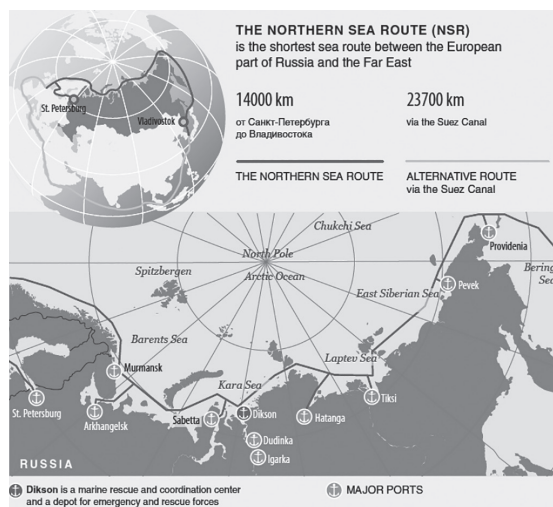 THE NORTHERN SEA ROUTE (NSR)
is the shortest sea route between the European
part of Russia and the Far East
14000 km
от Санкт-Петербурга
до Владивостока
23700 km
via the Suez Canal
THE NORTHERN SEA ROUTE
ALTERNATIVE ROUTE
via the Suez Canal
St. Petersburg
Vladivostok
Chukchi Sea
North Pole
Arctic Ocean
Spitzbergen
Providenia
Bering
Sea
Pevek
East Siberian Sea
Barents Sea
Laptev Sea
Murmansk
Kara Sea
St. Petersburg
Arkhangelsk
Sabetta
Dikson
Hatanga
Tiksi
Dudinka
Igarka
RUSSIA
Dikson is a marine rescue and coordination center
and a depot for emergency and rescue forces
MAJOR PORTS